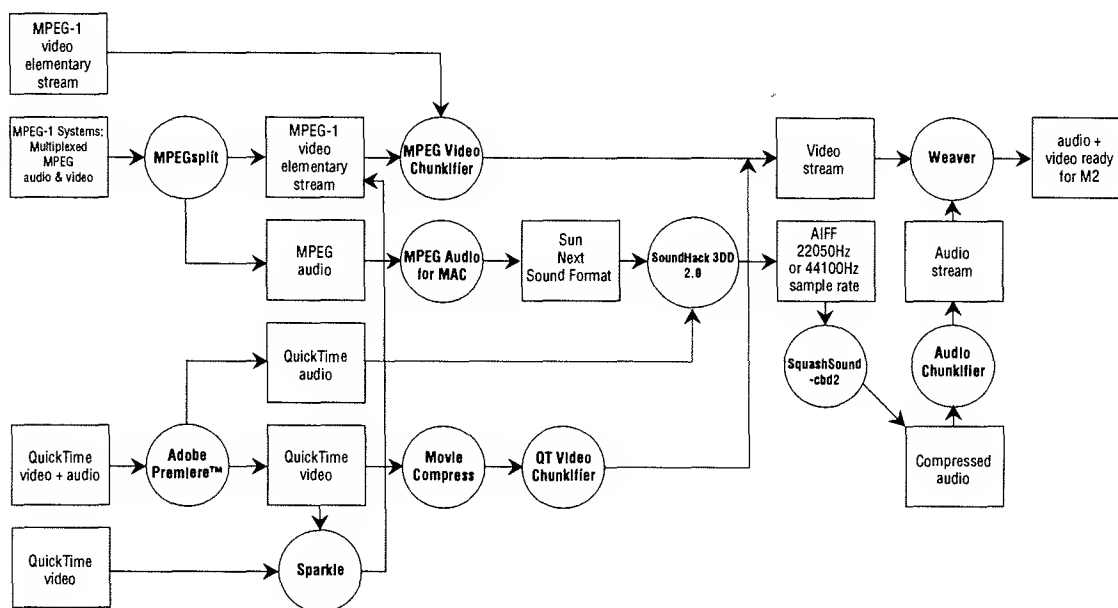 MPEG-1
video
elementary
stream
MPEG-1 Systems:
Multiplexed
MPEG
audio & video
MPEGsplit
MPEG-1
video
elementary
stream
MPEG Video
Chunkifier
Video
stream
Weaver
audio +
video ready
for M2
MPEG
audio
MPEG Audio
for MAC
Sun
Next
Sound Format
SoundHack 3DD
2.0
AIFF
22050Hz
or 44100Hz
sample rate
Audio
stream
QuickTime
audio
SquashSound
-cbd2
Audio
Chunkifier
QuickTime
video + audio
Adobe
Premiere™
QuickTime
video
Movie
Compress
QT Video
Chunkifier
Compressed
audio
QuickTime
video
Sparkle